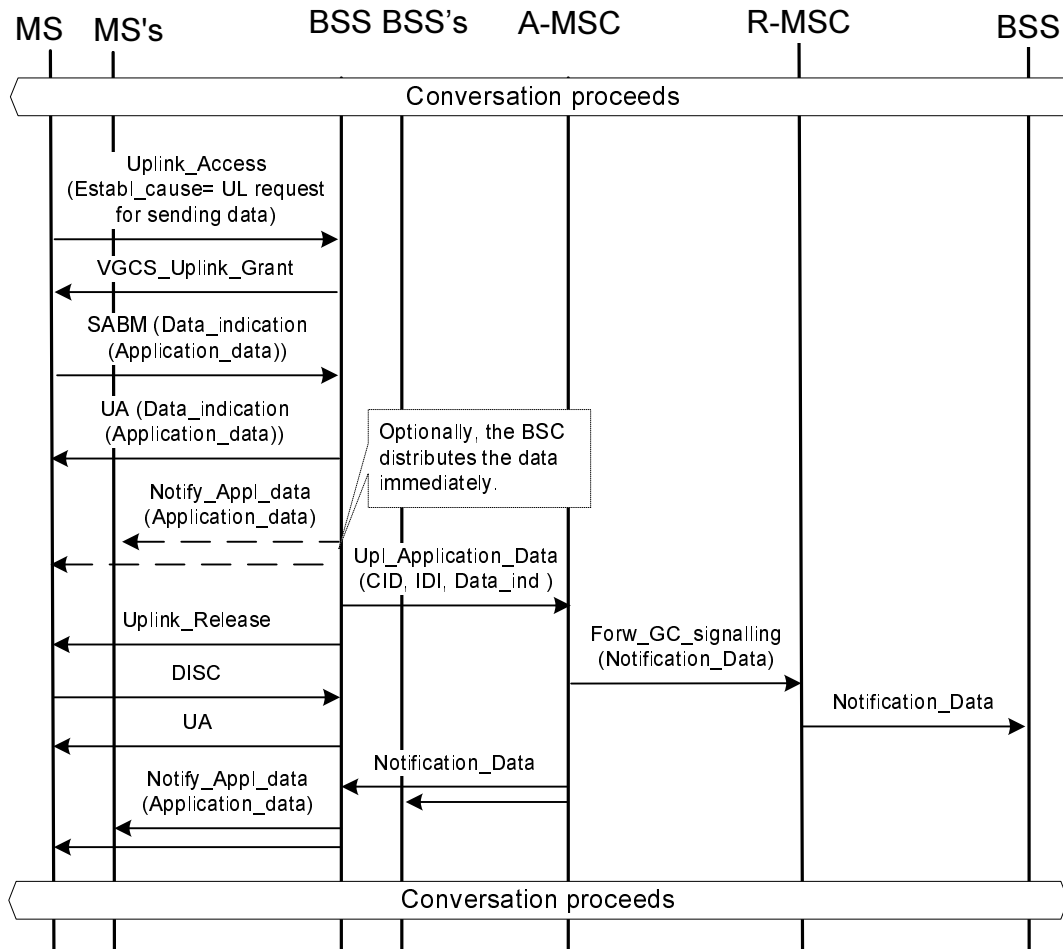 MS MS's BSS BSS's A-MSC R-MSC BSS
Conversation proceeds
Uplink_Access
(Establ_cause= UL request
for sending data)
VGCS_Uplink_Grant
SABM (Data_indication
(Application_data))
UA (Data_indication
(Application_data))
Optionally, the BSC
distributes the data
immediately.
Notify_Appl_data
(Application_data)
Upl_Application_Data
(CID, IDI, Data_ind )
Uplink_Release
Forw_GC_signalling
(Notification_Data)
DISC
Notification_Data
UA
Notification_Data
Notify_Appl_data
(Application_data)
Conversation proceeds